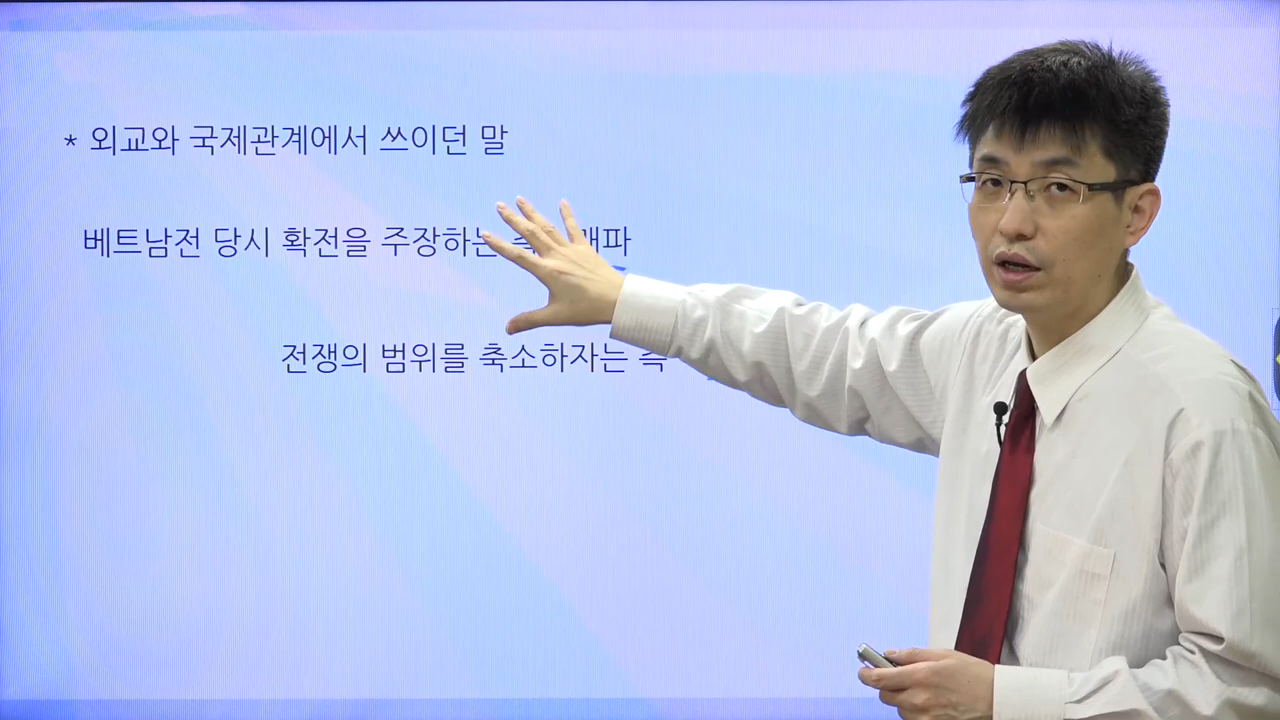 * 외교와 국제관계에서 쓰이던 말
베트남전 당시 확전을 주장하는
전쟁의 범위를 축소하자는 측